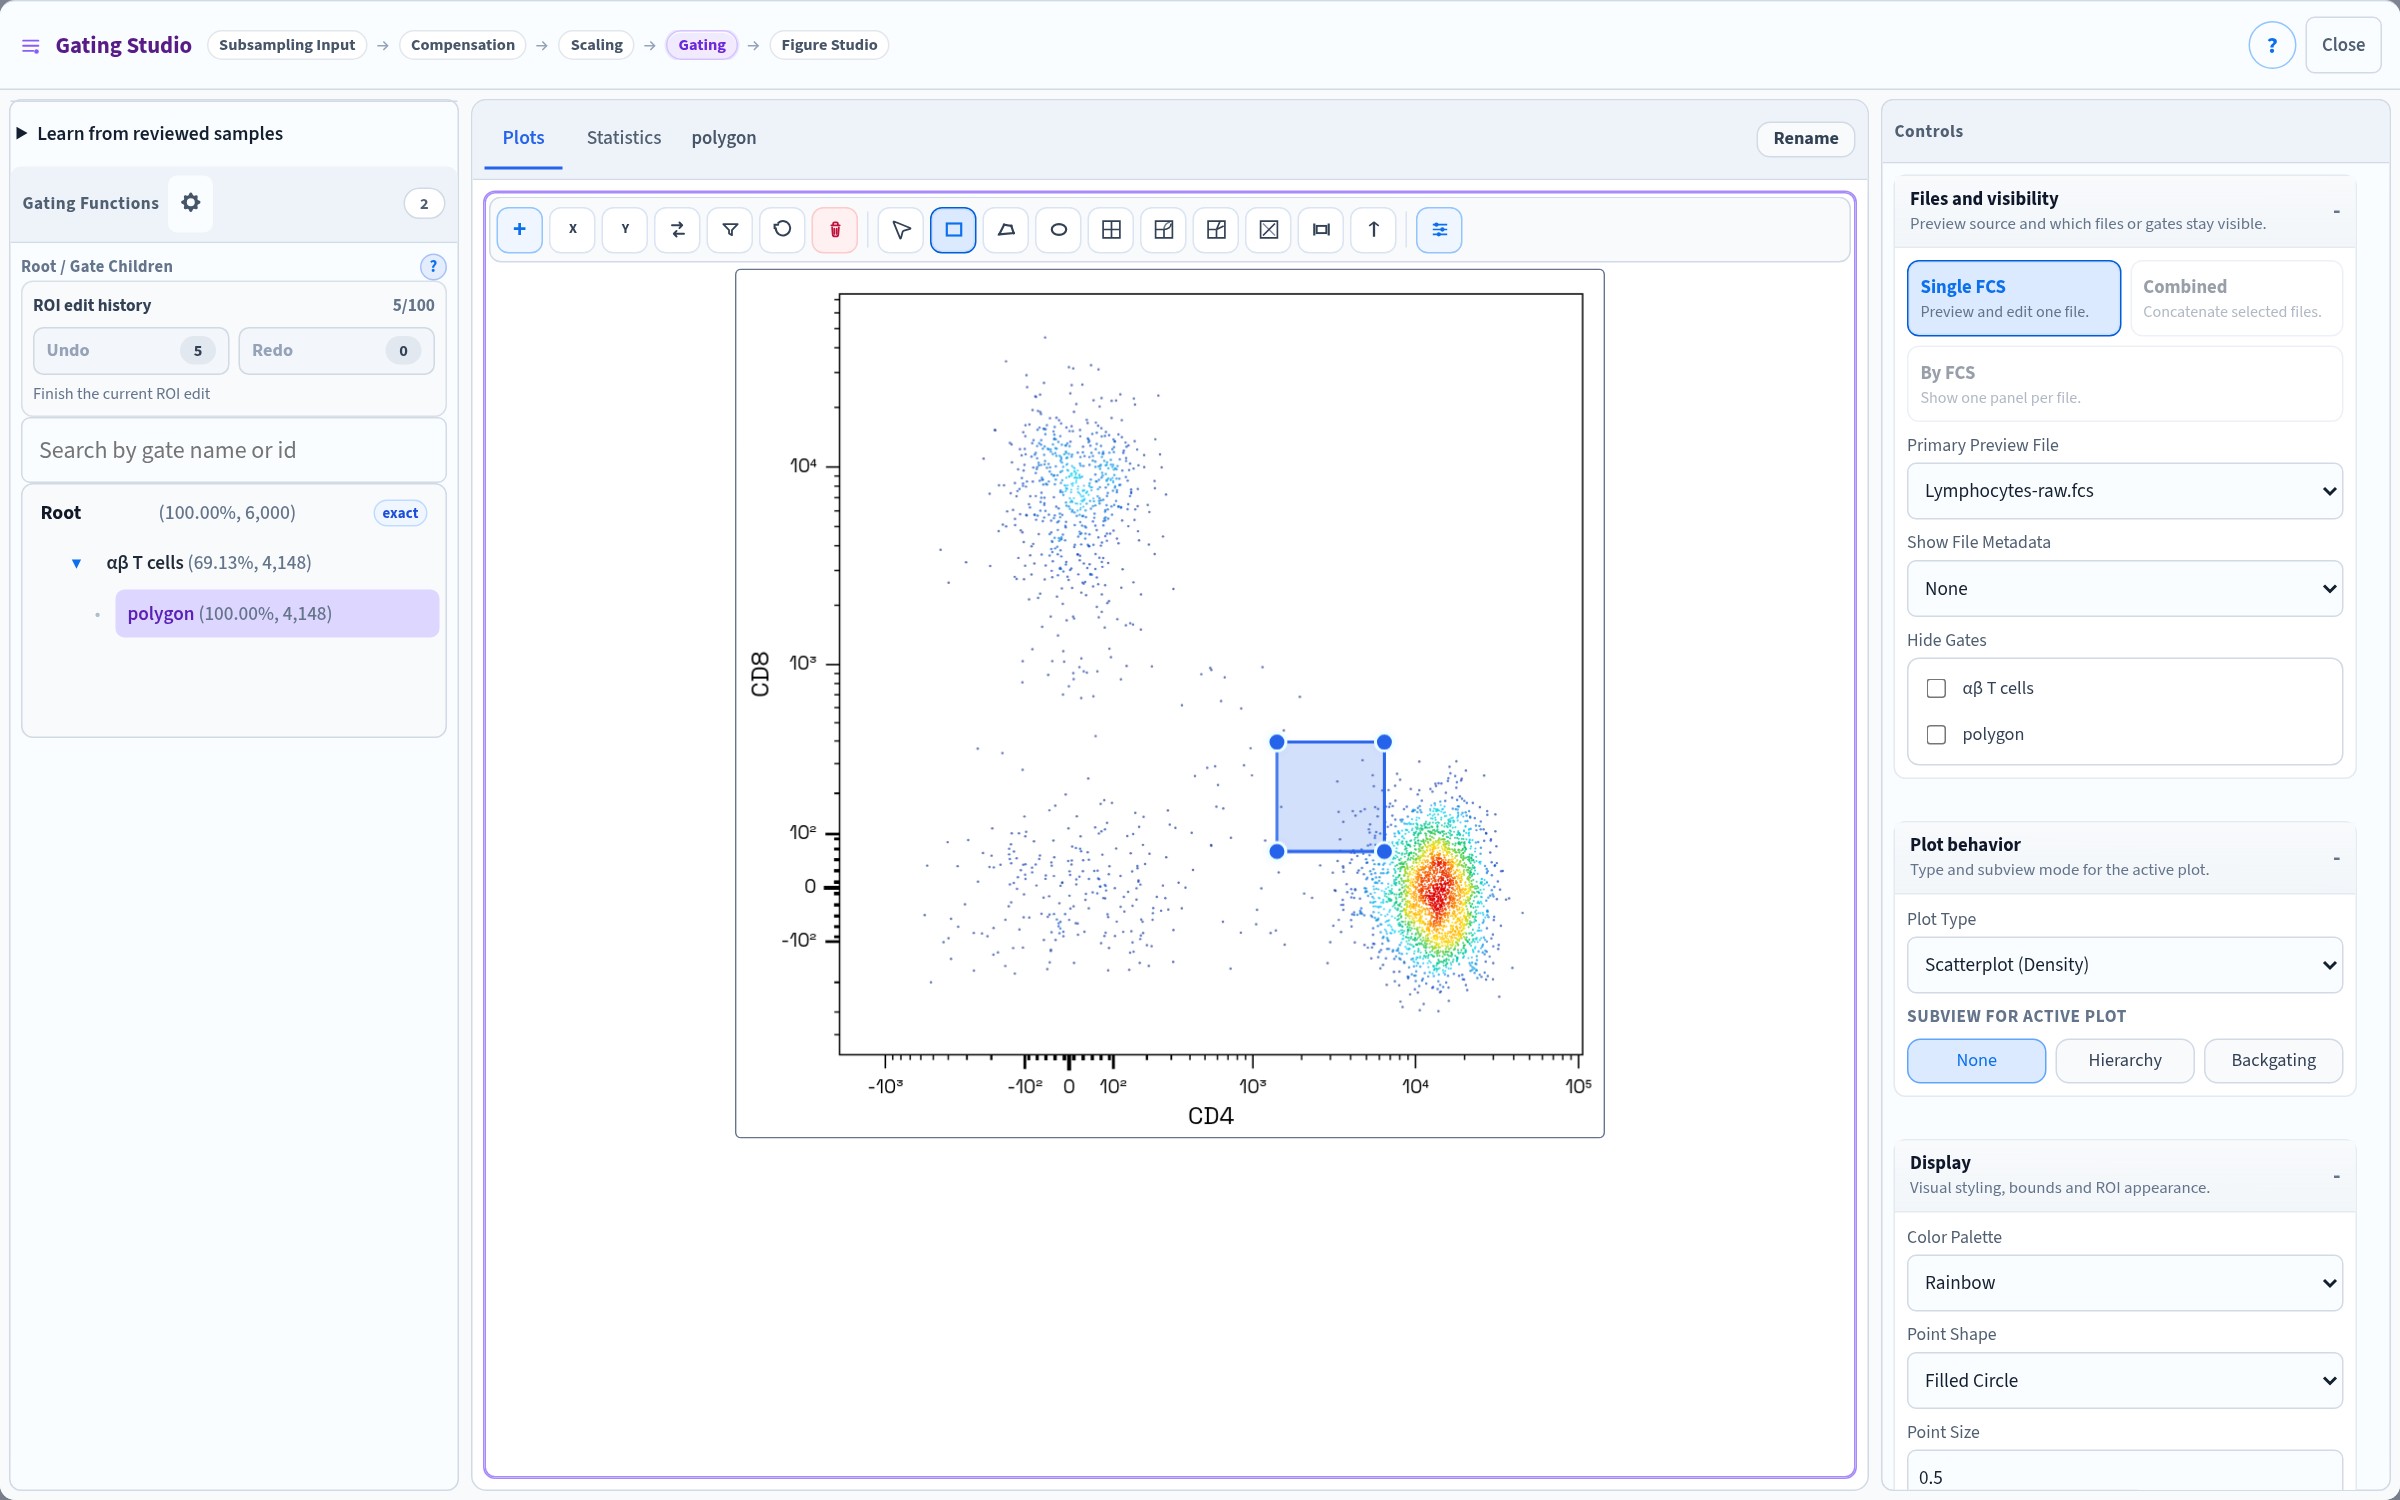 Gating Studio
Subsampling Input → Compensation → Scaling → Gating → Figure Studio
?
Close
Learn from reviewed samples
Gating Functions
2
Root / Gate Children
?
ROI edit history
5/100
Undo 5
Redo 0
Finish the current ROI edit
Search by gate name or id
Root (100.00%, 6,000) exact
αβ T cells (69.13%, 4,148)
polygon (100.00%, 4,148)
Plots
Statistics
polygon
Rename
+
X
Y
CD8
10⁴
10³
10²
0
-10²
-10³ -10² 0 10² 10³ 10⁴ 10⁵
CD4
Controls
Files and visibility
Preview source and which files or gates stay visible.
-
Single FCS
Preview and edit one file.
Combined
Concatenate selected files.
By FCS
Show one panel per file.
Primary Preview File
Lymphocytes-raw.fcs
Show File Metadata
None
Hide Gates
αβ T cells
polygon
Plot behavior
Type and subview mode for the active plot.
-
Plot Type
Scatterplot (Density)
SUBVIEW FOR ACTIVE PLOT
None
Hierarchy
Backgating
Display
Visual styling, bounds and ROI appearance.
-
Color Palette
Rainbow
Point Shape
Filled Circle
Point Size
0.5